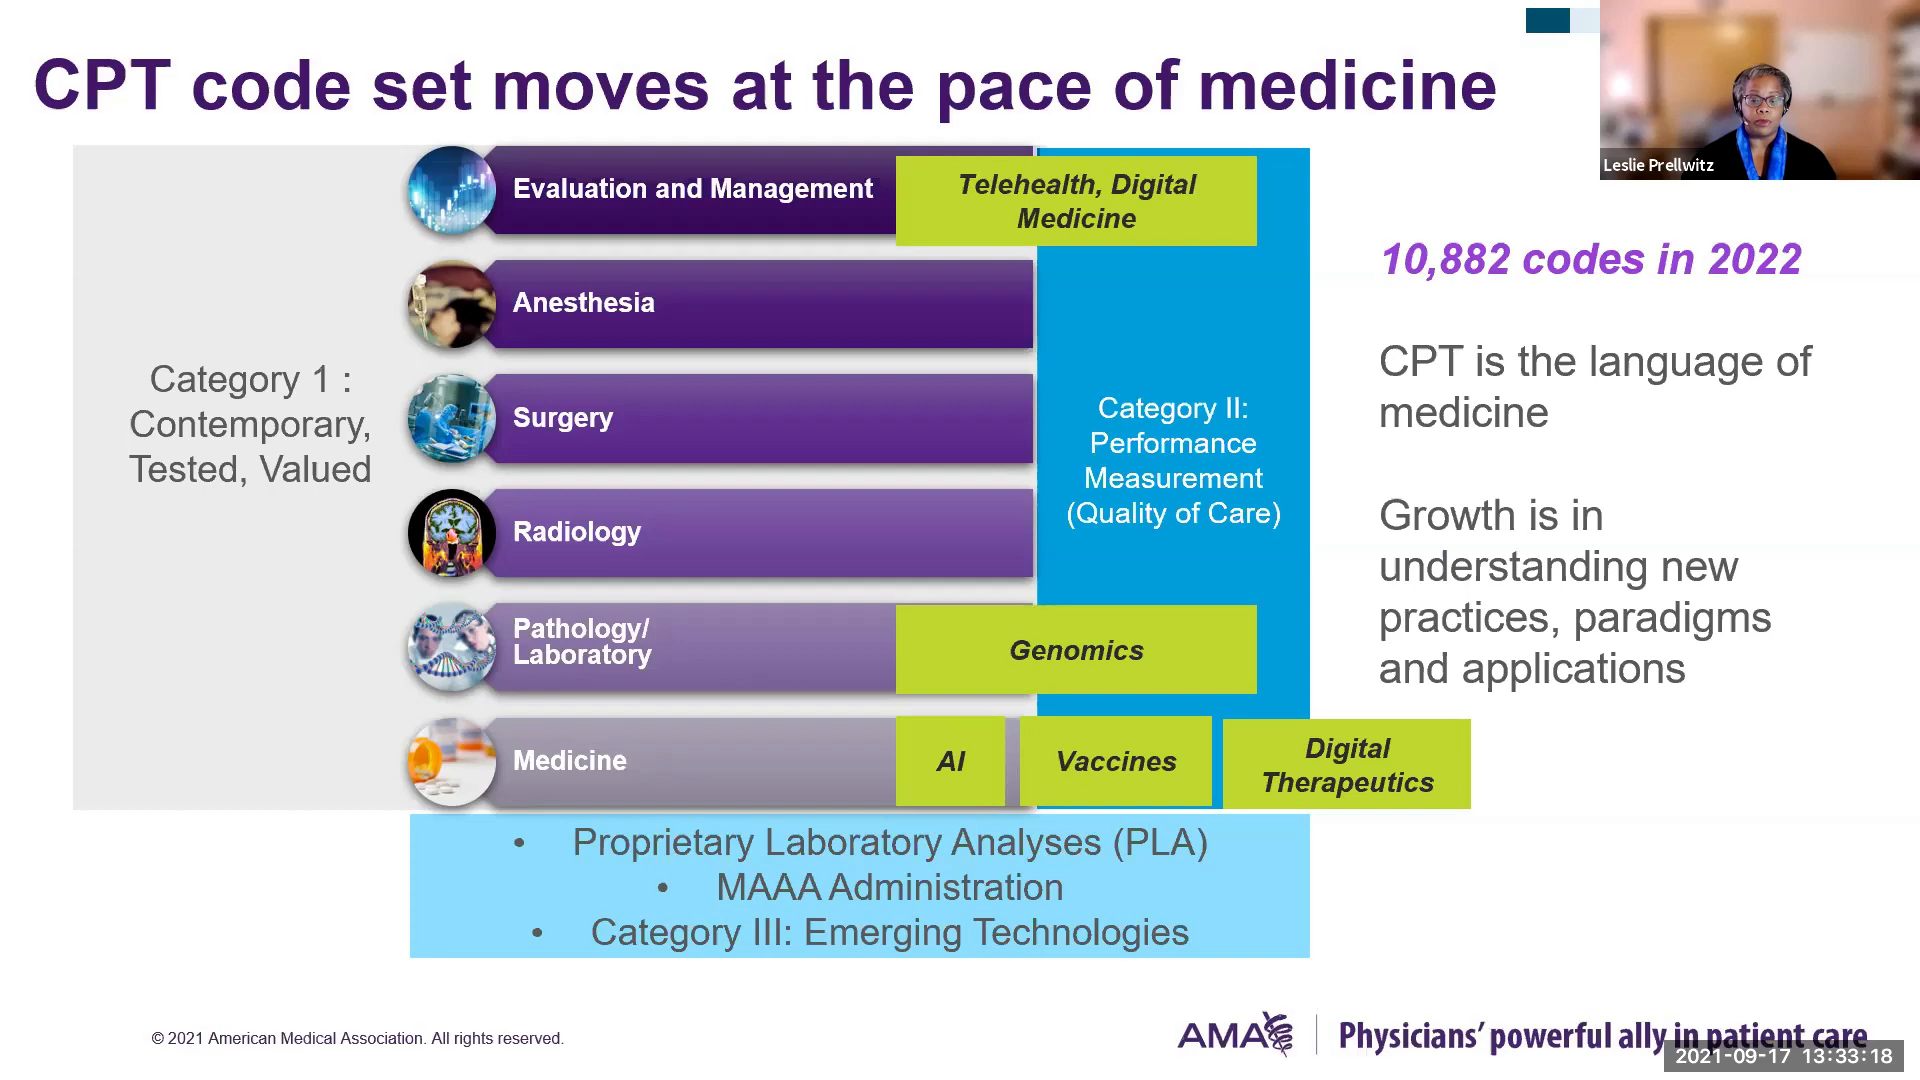 CPT code set moves at the pace of medicine
Leslie Prellwitz
Category 1 :
Contemporary,
Tested, Valued
Evaluation and Management
Telehealth, Digital
Medicine
Anesthesia
Surgery
Radiology
Pathology/
Laboratory
Genomics
Medicine
AI
Vaccines
Digital
Therapeutics
Category II:
Performance
Measurement
(Quality of Care)
• Proprietary Laboratory Analyses (PLA)
• MAAA Administration
• Category III: Emerging Technologies
10,882 codes in 2022
CPT is the language of
medicine
Growth is in
understanding new
practices, paradigms
and applications
© 2021 American Medical Association. All rights reserved.
AMA
Physicians’ powerful ally in patient care
2021-09-17 13:33:18